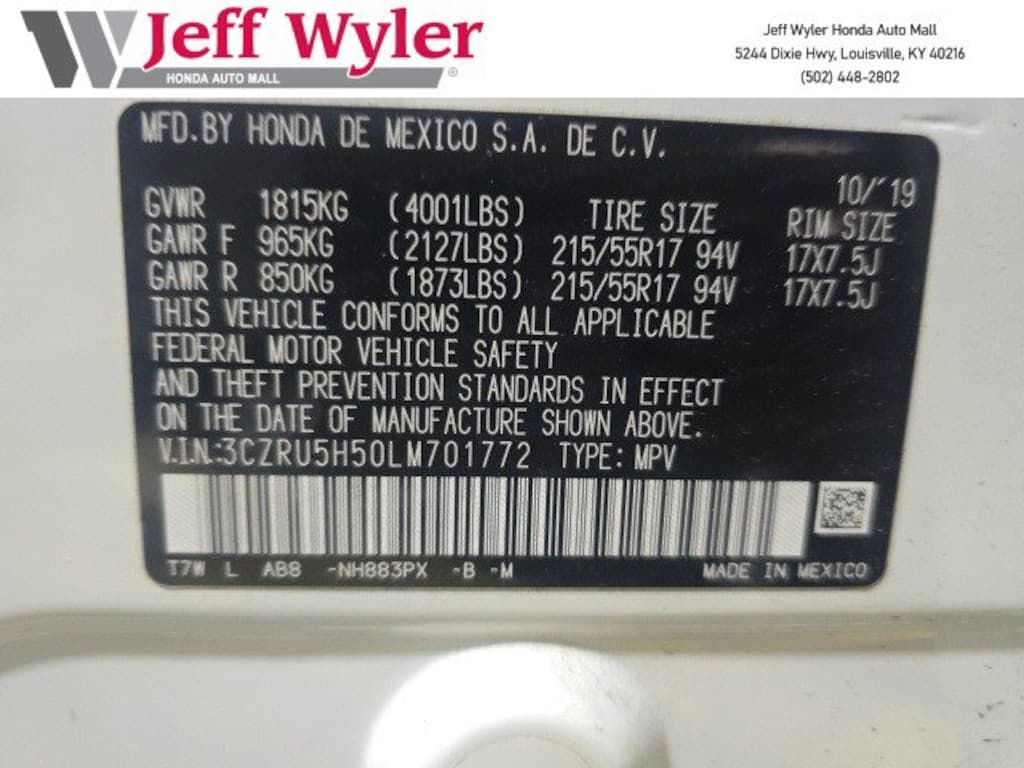 Jeff Wyler
HONDA AUTO MALL
®
Jeff Wyler Honda Auto Mall
5244 Dixie Hwy, Louisville, KY 40216
(502) 448-2802
MFD.BY HONDA DE MEXICO S.A. DE C.V.
10/'19
GVWR 1815KG (4001LBS) TIRE SIZE RIM SIZE
GAWR F 965KG (2127LBS) 215/55R17 94V 17X7.5J
GAWR R 850KG (1873LBS) 215/55R17 94V 17X7.5J
THIS VEHICLE CONFORMS TO ALL APPLICABLE
FEDERAL MOTOR VEHICLE SAFETY
AND THEFT PREVENTION STANDARDS IN EFFECT
ON THE DATE OF MANUFACTURE SHOWN ABOVE.
V.I.N.:3CZRU5H50LM701772 TYPE: MPV
T7W L AB8 -NH883PX -B -M MADE IN MEXICO